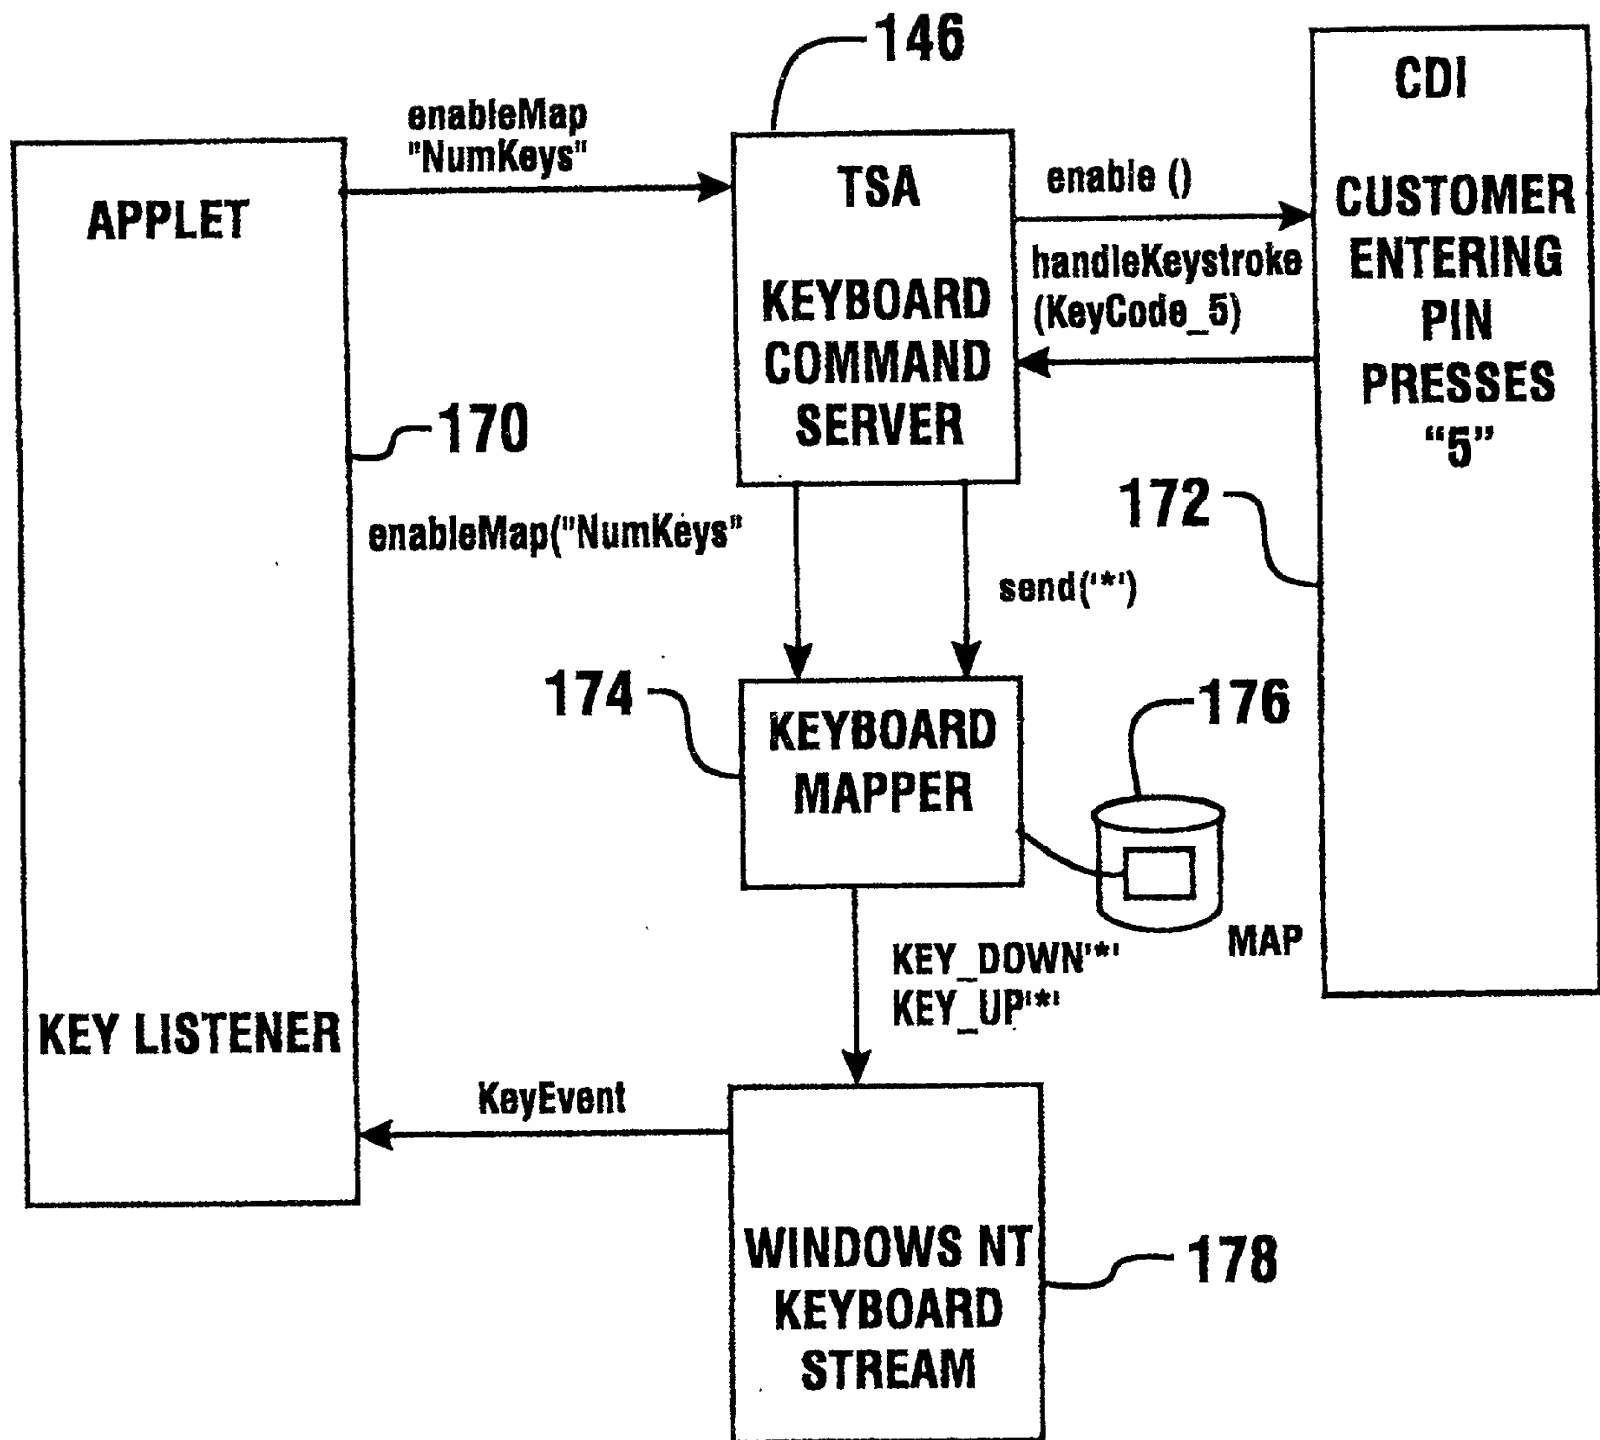 146
enableMap
"NumKeys"
APPLET
TSA
KEYBOARD
COMMAND
SERVER
enable ()
handleKeystroke
(KeyCode_5)
CDI
CUSTOMER
ENTERING
PIN
PRESSES
“5”
170
172
enableMap("NumKeys"
send('*')
174
KEYBOARD
MAPPER
176
MAP
KEY_DOWN'*'
KEY_UP'*'
KEY LISTENER
KeyEvent
WINDOWS NT
KEYBOARD
STREAM
178